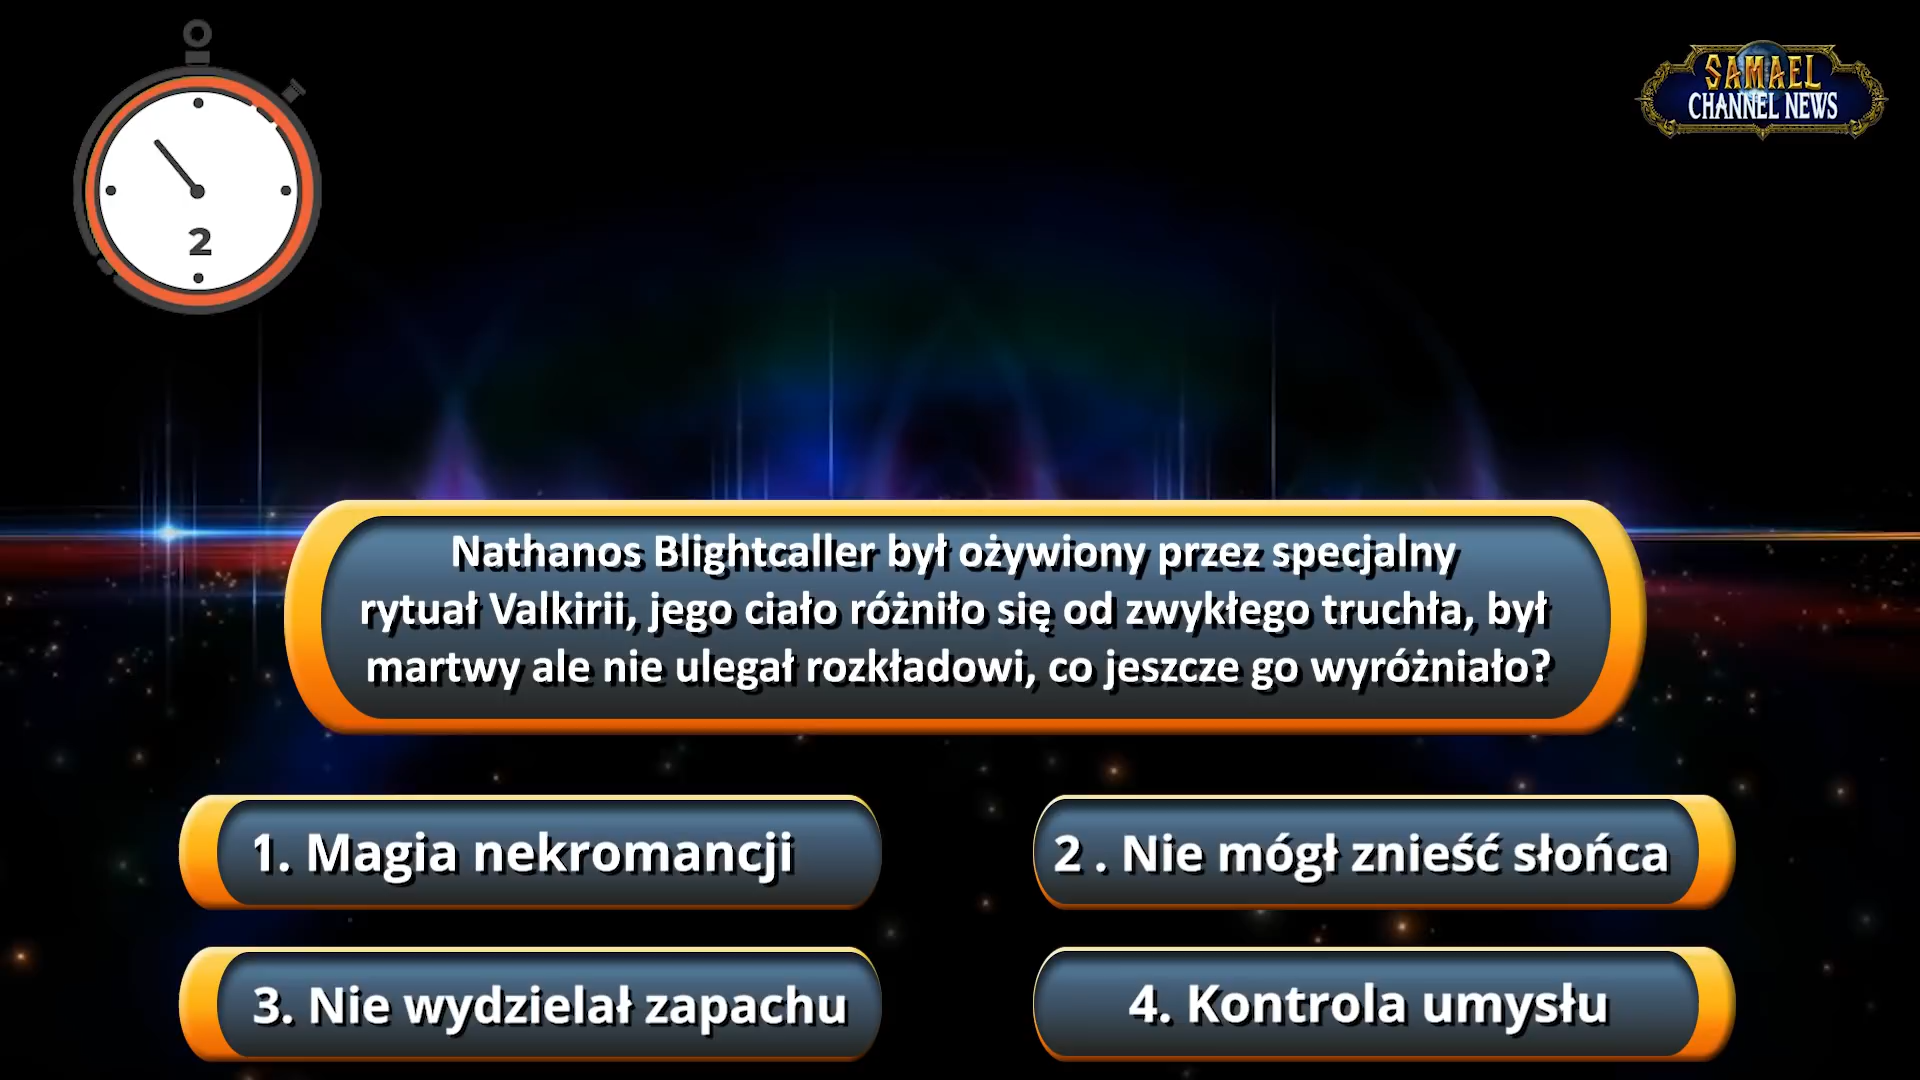 SAMAEL
CHANNEL NEWS
2
Nathanos Blightcaller był ożywiony przez specjalny
rytuał Valkirii, jego ciało różniło się od zwykłego truchła, był
martwy ale nie ulegał rozkładowi, co jeszcze go wyróżniało?
1. Magia nekromancji
2 . Nie mógł znieść słońca
3. Nie wydzielał zapachu
4. Kontrola umysłu